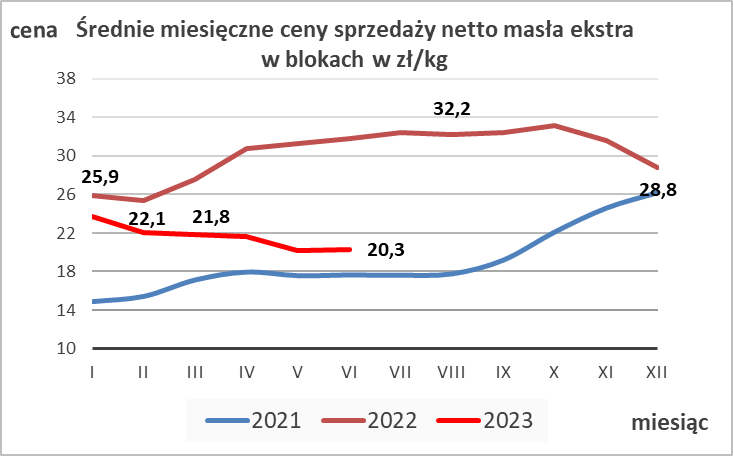 cena Średnie miesięczne ceny sprzedaży netto masła ekstra
w blokach w zł/kg
38
34
32,2
30
25,9
26
28,8
22,1
21,8
22
20,3
18
14
10
I II III IV V VI VII VIII IX X XI XII
2021 2022 2023
miesiąc